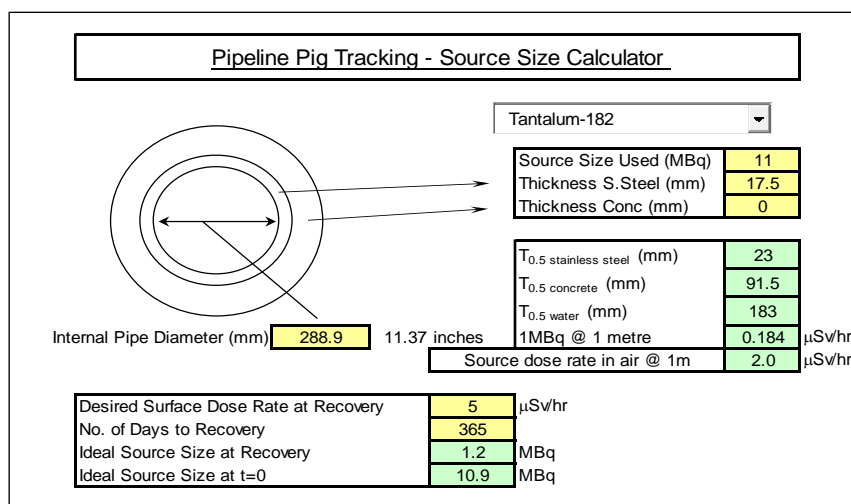 Pipeline Pig Tracking - Source Size Calculator
Tantalum-182
Source Size Used (MBq) 11
Thickness S.Steel (mm) 17.5
Thickness Conc (mm) 0
T0.5 stainless steel (mm) 23
T0.5 concrete (mm) 91.5
T0.5 water (mm) 183
Internal Pipe Diameter (mm) 288.9 11.37 inches 1MBq @ 1 metre 0.184 μSv/hr
Source dose rate in air @ 1m 2.0 μSv/hr
Desired Surface Dose Rate at Recovery 5 μSv/hr
No. of Days to Recovery 365
Ideal Source Size at Recovery 1.2 MBq
Ideal Source Size at t=0 10.9 MBq